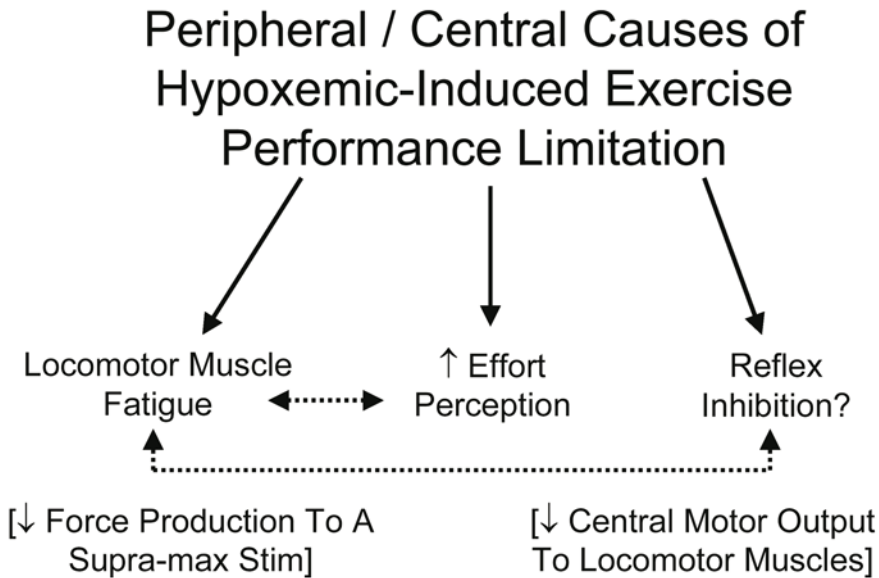 Peripheral / Central Causes of
Hypoxemic-Induced Exercise
Performance Limitation
Locomotor Muscle
Fatigue
↑ Effort
Perception
Reflex
Inhibition?
[↓ Force Production To A
Supra-max Stim]
[↓ Central Motor Output
To Locomotor Muscles]